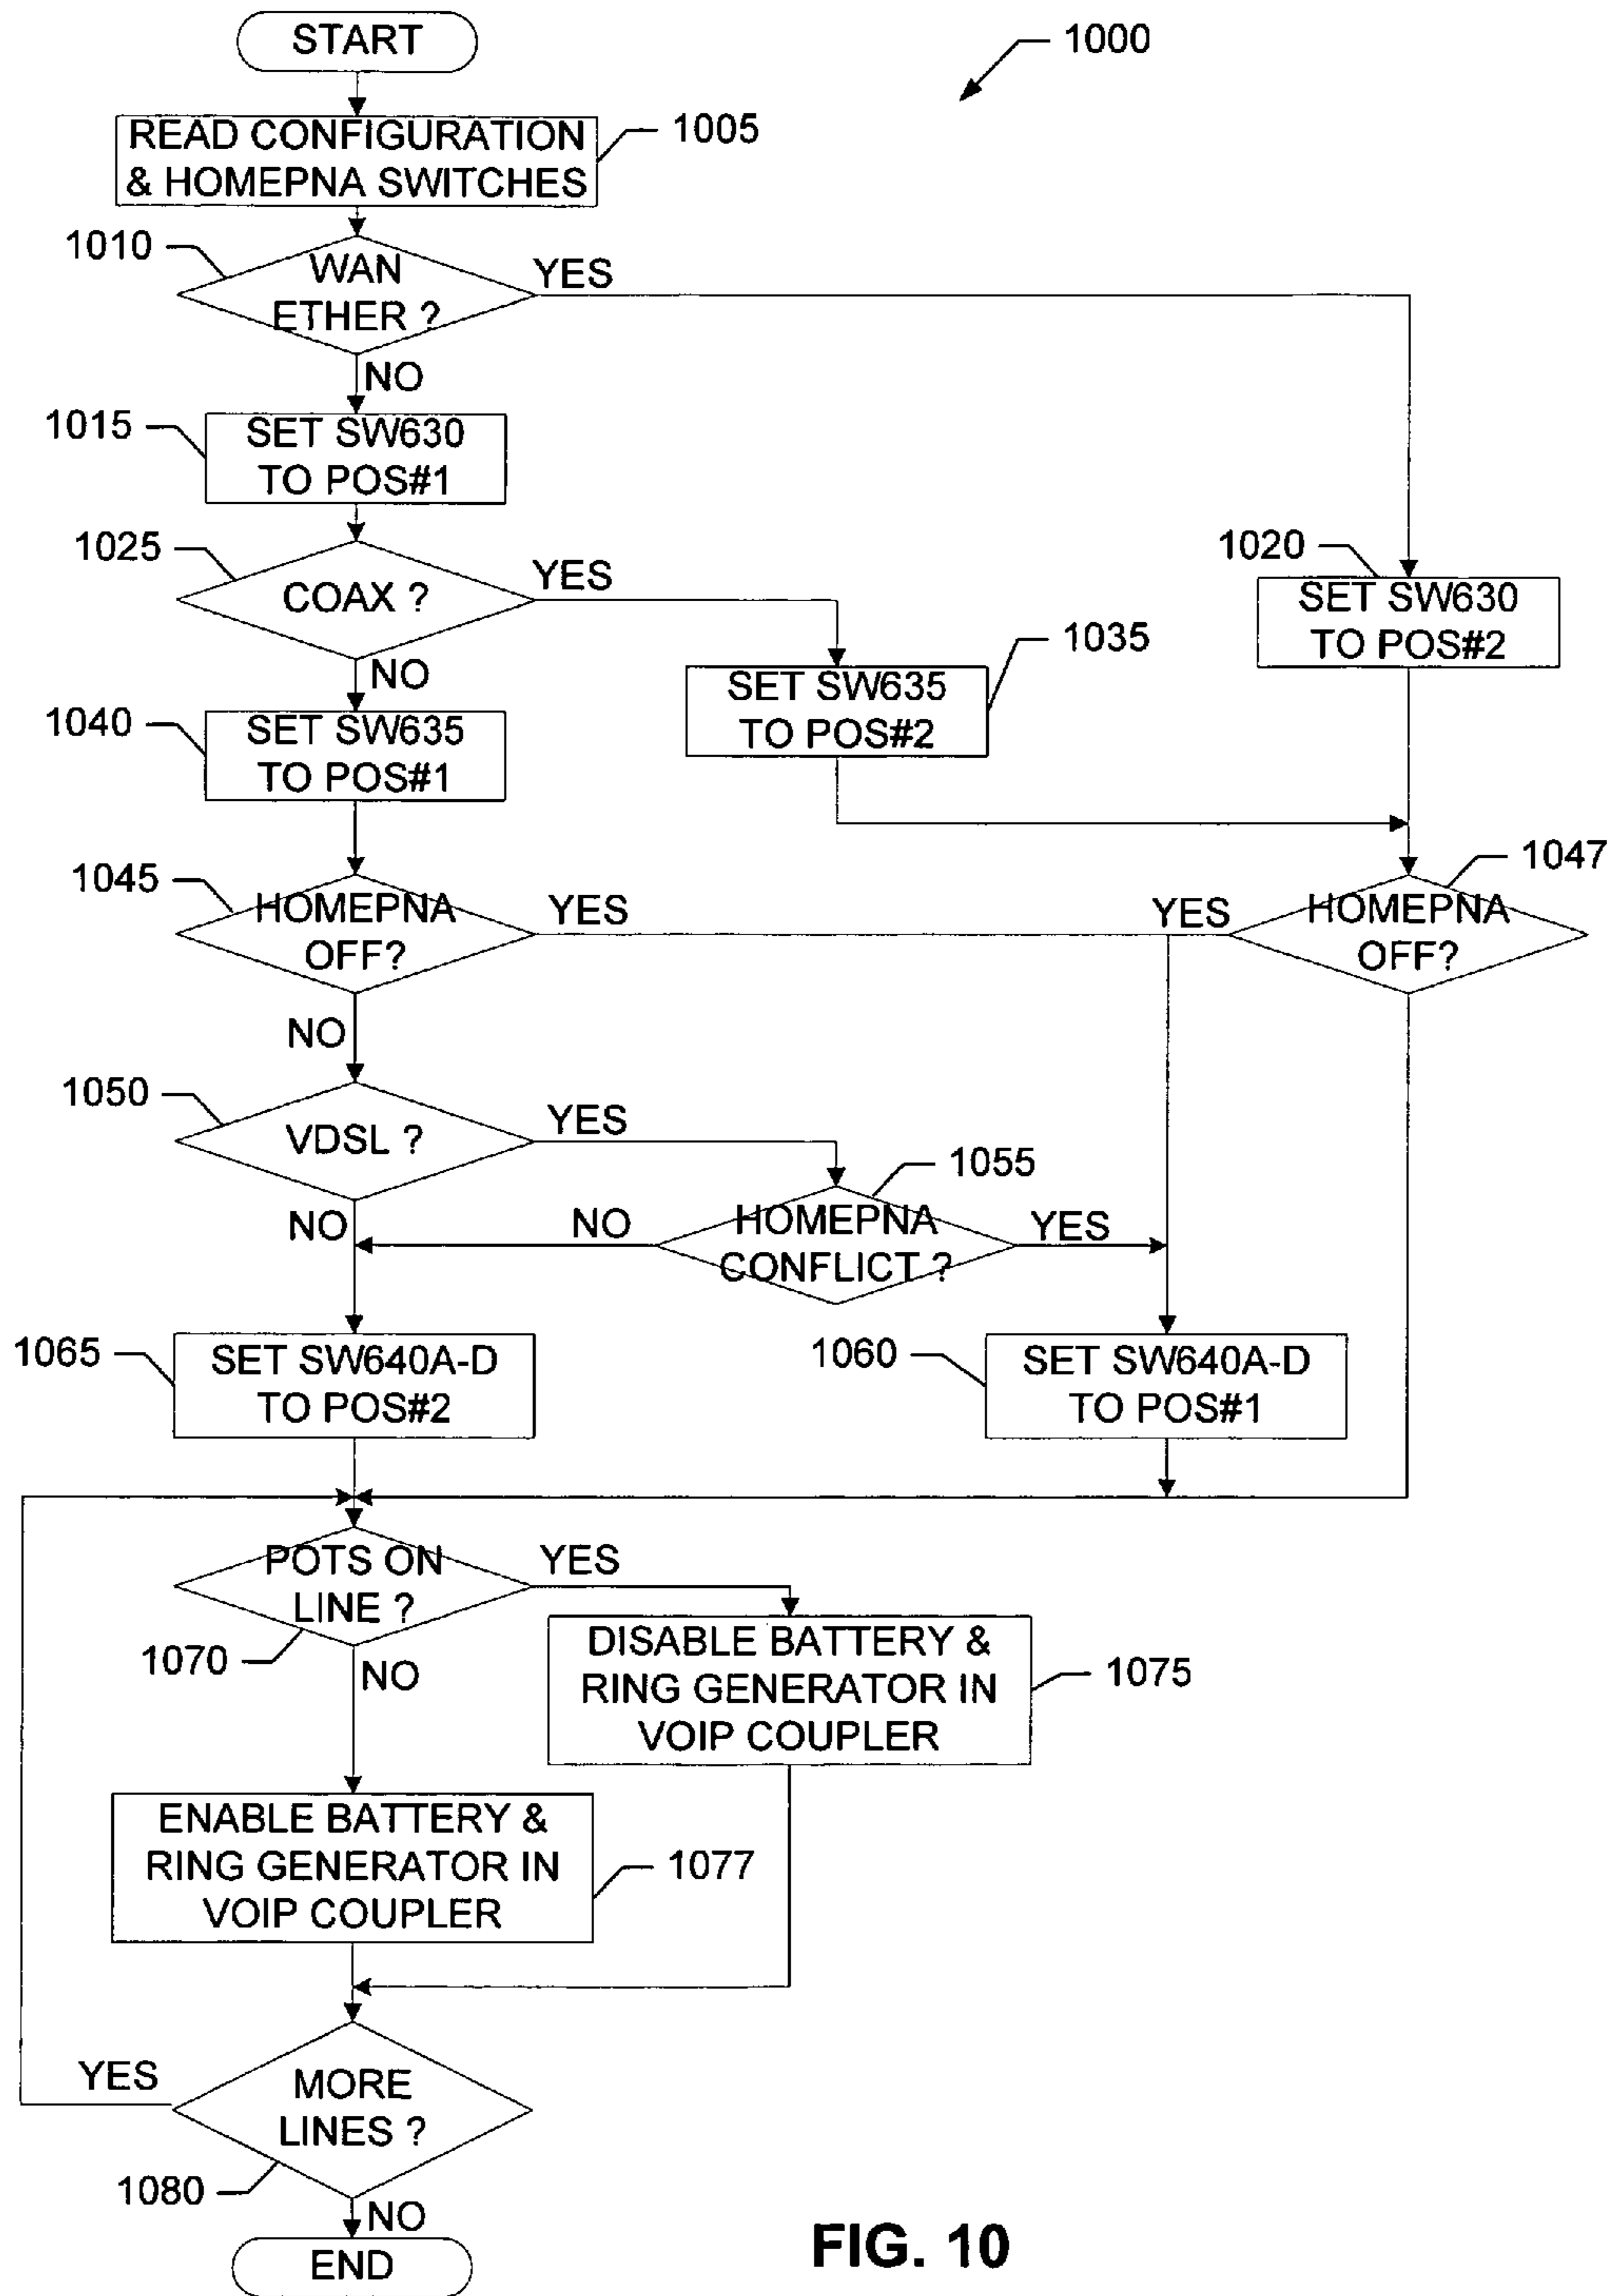 START
1000
READ CONFIGURATION
& HOMEPNA SWITCHES
1005
1010
WAN
ETHER ?
YES
NO
1015
SET SW630
TO POS#1
1025
COAX ?
YES
1020
SET SW630
TO POS#2
NO
1035
SET SW635
TO POS#2
1040
SET SW635
TO POS#1
1045
HOMEPNA
OFF?
YES
YES
HOMEPNA
OFF?
1047
NO
1050
VDSL ?
YES
1055
NO
NO
HOMEPNA
CONFLICT ?
YES
1065
SET SW640A-D
TO POS#2
1060
SET SW640A-D
TO POS#1
POTS ON
LINE ?
YES
1070
NO
DISABLE BATTERY &
RING GENERATOR IN
VOIP COUPLER
1075
ENABLE BATTERY &
RING GENERATOR IN
VOIP COUPLER
1077
YES
MORE
LINES ?
1080
NO
END
FIG. 10